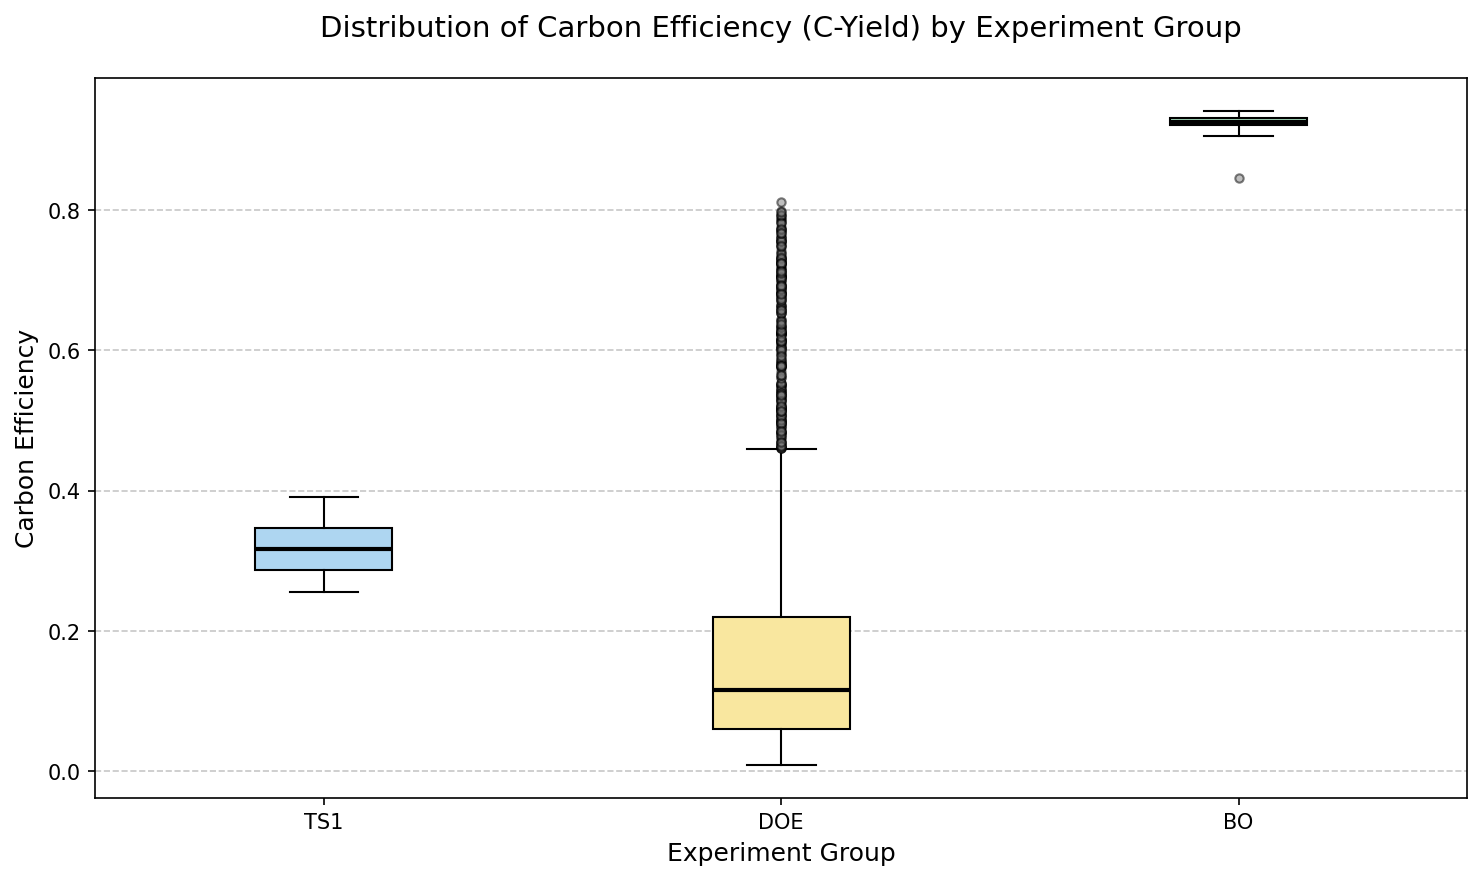 Distribution of Carbon Efficiency (C-Yield) by Experiment Group
Carbon Efficiency
0.8
0.6
0.4
0.2
0.0
TS1
DOE
BO
Experiment Group